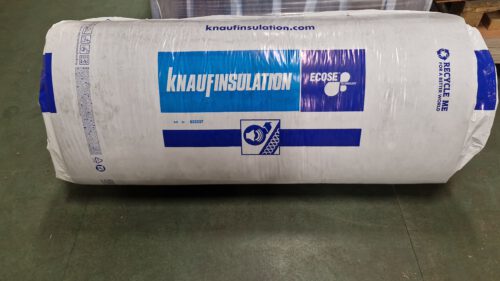 knaufinsulation.com
KNAUFINSULATION
ECOSE
RECYCLE ME
FOR A BETTER WORLD